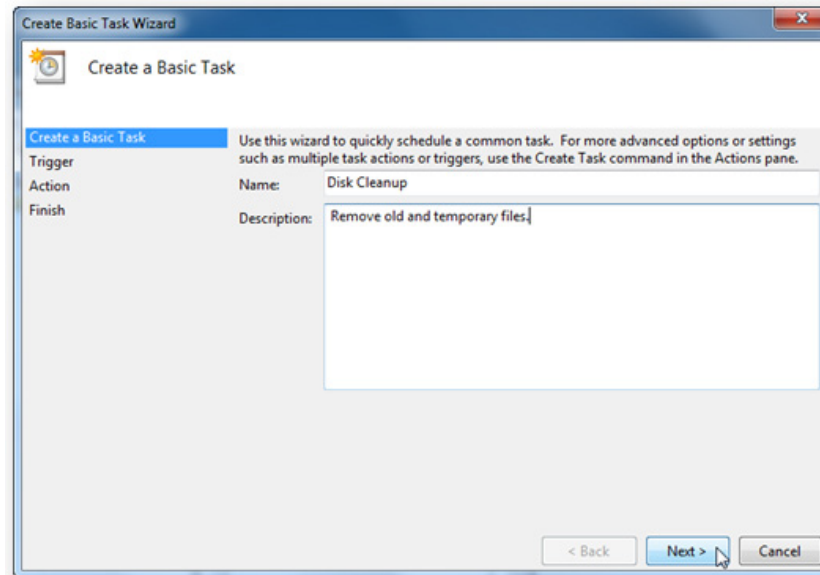 Create Basic Task Wizard
Create a Basic Task
Create a Basic Task
Trigger
Action
Finish
Use this wizard to quickly schedule a common task. For more advanced options or settings
such as multiple task actions or triggers, use the Create Task command in the Actions pane.
Name: Disk Cleanup
Description: Remove old and temporary files.
< Back Next > Cancel